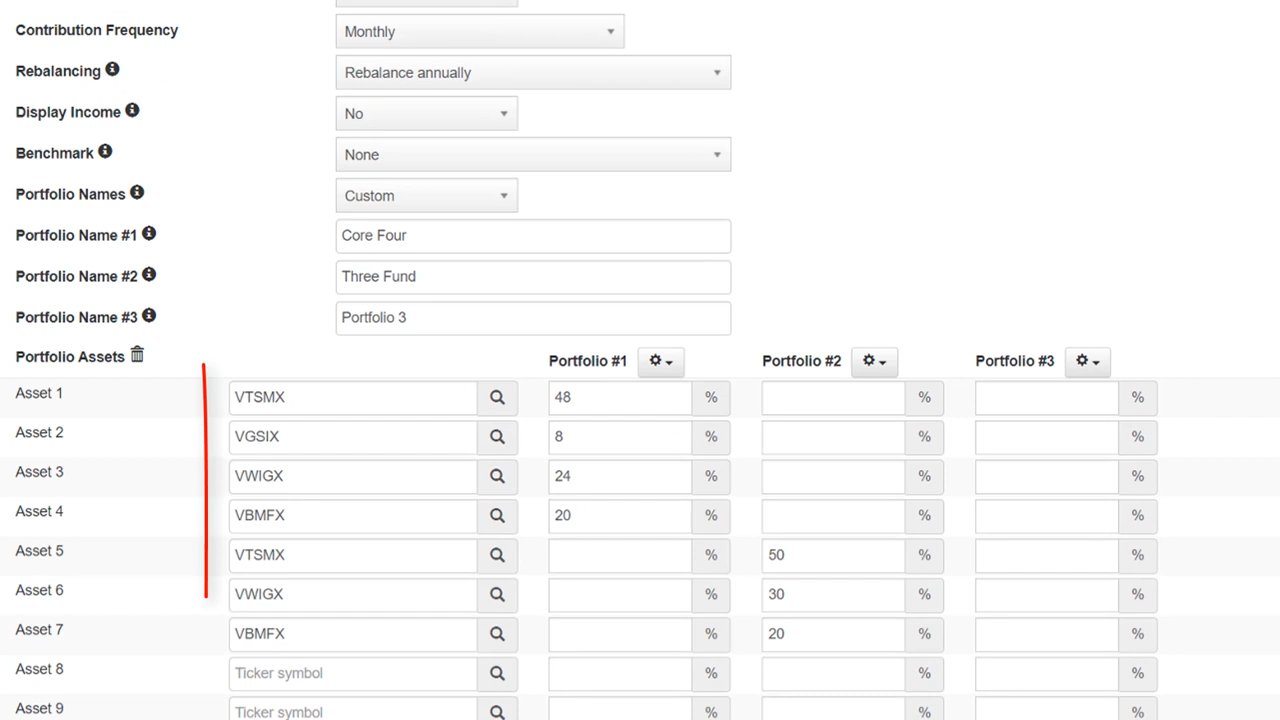 Contribution Frequency Monthly
Rebalancing Rebalance annually
Display Income No
Benchmark None
Portfolio Names Custom
Portfolio Name #1 Core Four
Portfolio Name #2 Three Fund
Portfolio Name #3 Portfolio 3
Portfolio Assets Portfolio #1 Portfolio #2 Portfolio #3
Asset 1 VTSMX 48 % % %
Asset 2 VGSIX 8 % % %
Asset 3 VWIGX 24 % % %
Asset 4 VBMFX 20 % % %
Asset 5 VTSMX % 50 % %
Asset 6 VWIGX % 30 % %
Asset 7 VBMFX % 20 % %
Asset 8 Ticker symbol % % %
Asset 9 Ticker symbol % % %